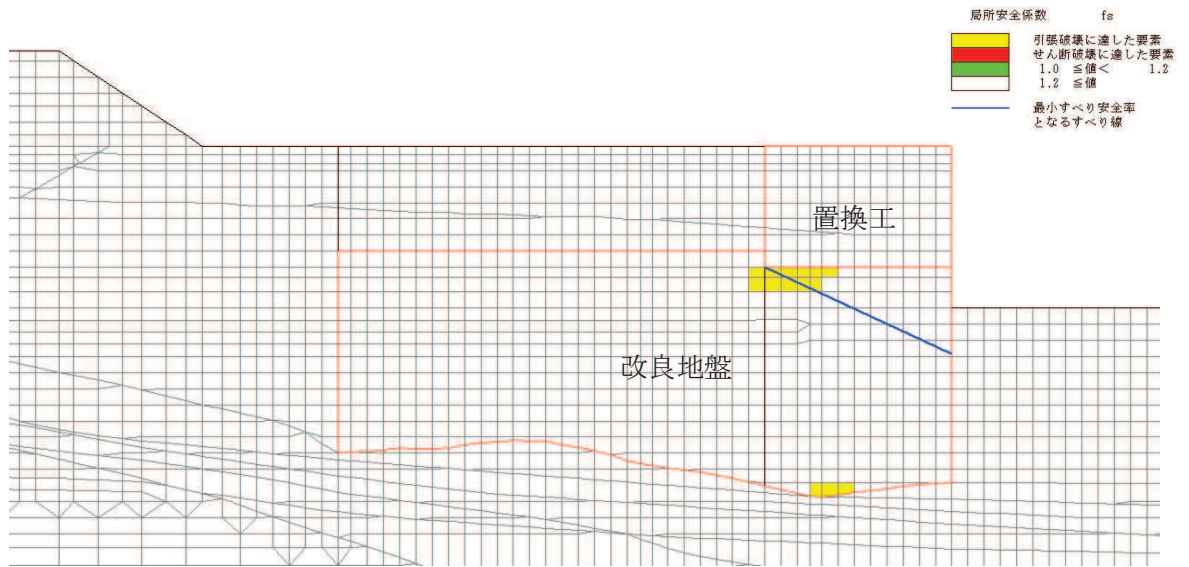 局所安全係数 fs
引張破壊に達した要素
せん断破壊に達した要素
1.0 ≦値< 1.2
1.2 ≦値
最小すべり安全率
となるすべり線
置換工
改良地盤